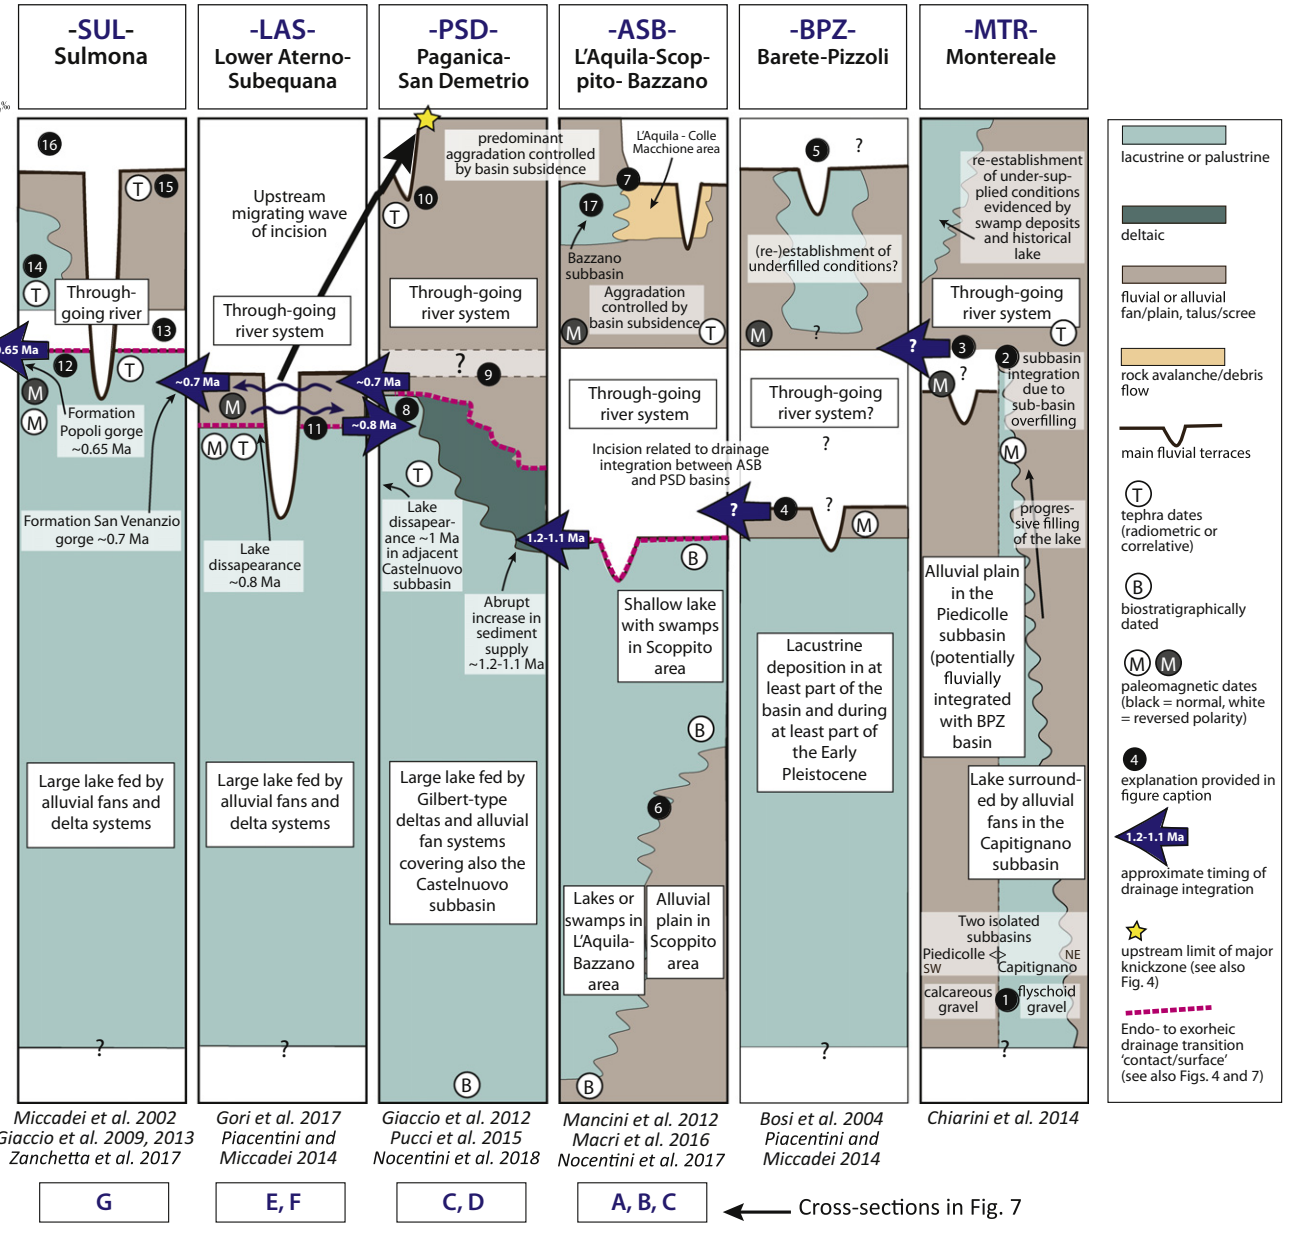 -SUL-
Sulmona
-LAS-
Lower Aterno-
Subequana
-PSD-
Paganica-
San Demetrio
-ASB-
L'Aquila-Scop-
pito- Bazzano
-BPZ-
Barete-Pizzoli
-MTR-
Montereale
‰
16
T
15
14
T
Through-
going river
13
0.65 Ma
12
T
M
M
Formation
Popoli gorge
~0.65 Ma
Formation San Venanzio
gorge ~0.7 Ma
Large lake fed by
alluvial fans and
delta systems
?
Upstream
migrating wave
of incision
Through-going
river system
~0.7 Ma
~0.7 Ma
M
11
~0.8 Ma
M
T
Lake
dissapearance
~0.8 Ma
Large lake fed by
alluvial fans and
delta systems
?
predominant
aggradation controlled
by basin subsidence
10
T
Through-going
river system
?
9
8
T
Lake
dissapear-
ance ~1 Ma
in adjacent
Castelnuovo
subbasin
Abrupt
increase in
sediment
supply
~1.2-1.1 Ma
Large lake fed by
Gilbert-type
deltas and alluvial
fan systems
covering also the
Castelnuovo
subbasin
B
L'Aquila - Colle
Macchione area
7
17
Bazzano
subbasin
Aggradation
controlled by
basin subsidence
M
T
Through-going
river system
Incision related to drainage
integration between ASB
and PSD basins
1.2-1.1 Ma
B
Shallow lake
with swamps
in Scoppito
area
B
6
Lakes or
swamps in
L'Aquila-
Bazzano
area
Alluvial
plain in
Scoppito
area
B
5
?
(re-)establishment of
underfilled conditions?
?
M
Through-going
river system?
?
?
4
?
M
Lacustrine
deposition in at
least part of the
basin and during
at least part of
the Early
Pleistocene
?
re-establishment
of under-sup-
plied conditions
evidenced by
swamp deposits
and historical
lake
Through-going
river system
T
?
3
?
M
2
subbasin
integration
due to
sub-basin
overfilling
M
progres-
sive filling
of the lake
Alluvial plain
in the
Piedicolle
subbasin
(potentially
fluvially
integrated
with BPZ
basin
Lake surround-
ed by alluvial
fans in the
Capitignano
subbasin
Two isolated
subbasins
Piedicolle <> NE
SW Capitignano
calcareous
gravel
1
flyschoid
gravel
?
lacustrine or palustrine
deltaic
fluvial or alluvial
fan/plain, talus/scree
rock avalanche/debris
flow
main fluvial terraces
T
tephra dates
(radiometric or
correlative)
B
biostratigraphically
dated
M M
paleomagnetic dates
(black = normal, white
= reversed polarity)
4
explanation provided in
figure caption
1.2-1.1 Ma
approximate timing of
drainage integration
upstream limit of major
knickzone (see also
Fig. 4)
Endo- to exorheic
drainage transition
'contact/surface'
(see also Figs. 4 and 7)
Miccadei et al. 2002
Giaccio et al. 2009, 2013
Zanchetta et al. 2017
Gori et al. 2017
Piacentini and
Miccadei 2014
Giaccio et al. 2012
Pucci et al. 2015
Nocentini et al. 2018
Mancini et al. 2012
Macri et al. 2016
Nocentini et al. 2017
Bosi et al. 2004
Piacentini and
Miccadei 2014
Chiarini et al. 2014
G
E, F
C, D
A, B, C
Cross-sections in Fig. 7